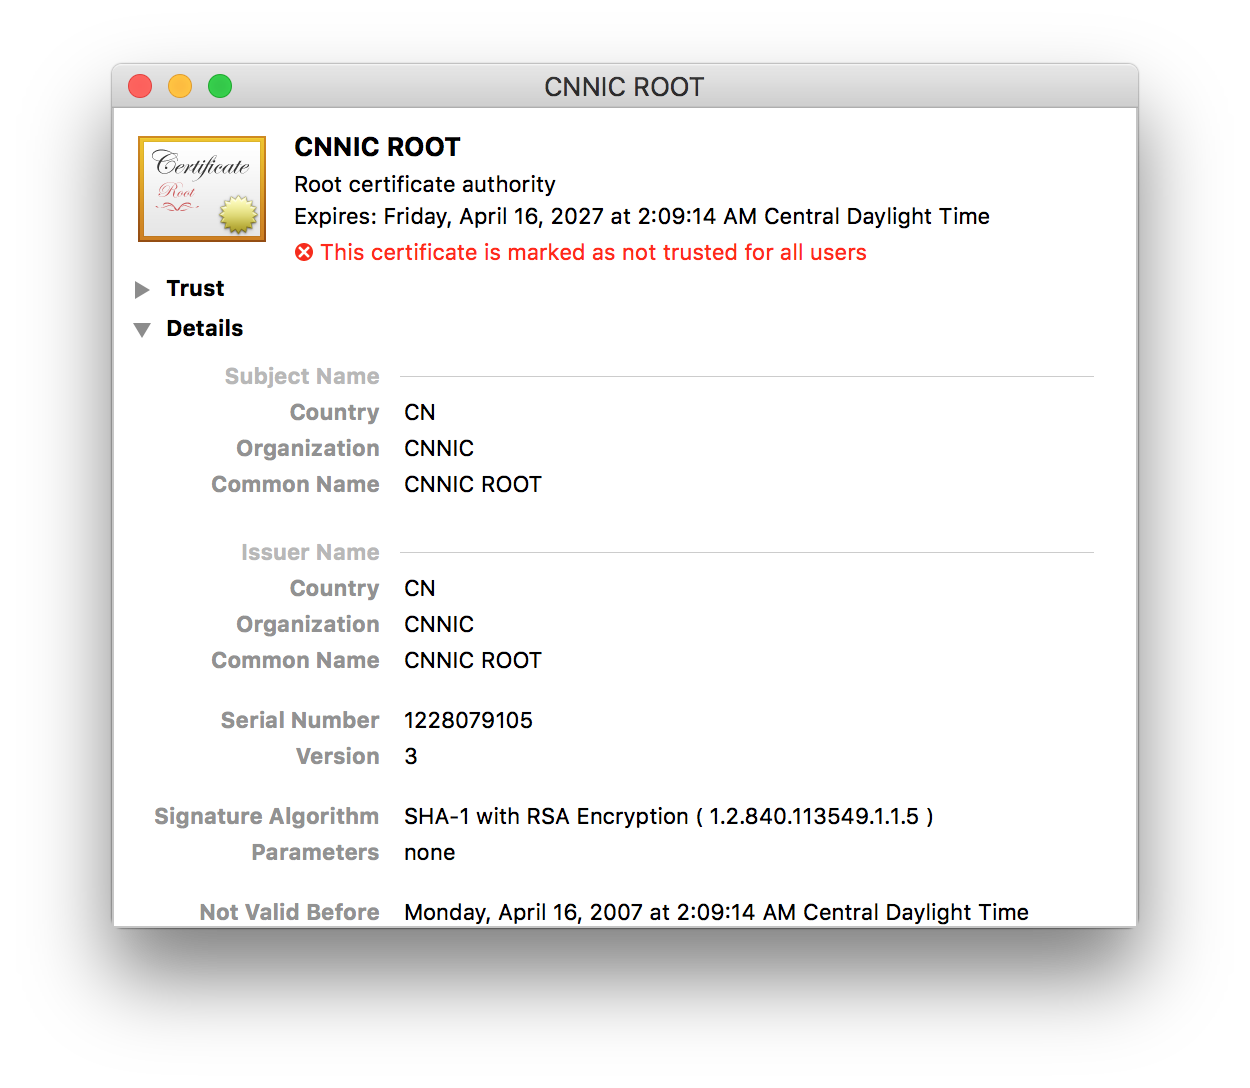 CNNIC ROOT
Certificate
Root
CNNIC ROOT
Root certificate authority
Expires: Friday, April 16, 2027 at 2:09:14 AM Central Daylight Time
This certificate is marked as not trusted for all users
Trust
Details
Subject Name
Country CN
Organization CNNIC
Common Name CNNIC ROOT
Issuer Name
Country CN
Organization CNNIC
Common Name CNNIC ROOT
Serial Number 1228079105
Version 3
Signature Algorithm SHA-1 with RSA Encryption ( 1.2.840.113549.1.1.5 )
Parameters none
Not Valid Before Monday, April 16, 2007 at 2:09:14 AM Central Daylight Time